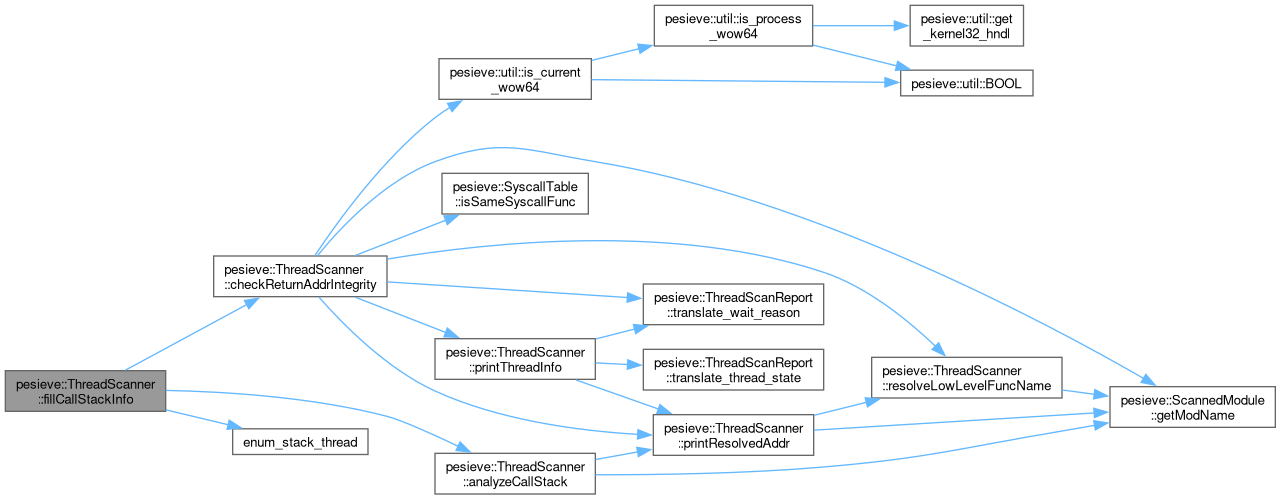 pesieve::util::is_process
_wow64
pesieve::util::get
_kernel32_hndl
pesieve::util::is_current
_wow64
pesieve::util::BOOL
pesieve::SyscallTable
::isSameSyscallFunc
pesieve::ThreadScanner
::checkReturnAddrIntegrity
pesieve::ThreadScanReport
::translate_wait_reason
pesieve::ThreadScanner
::printThreadInfo
pesieve::ThreadScanReport
::translate_thread_state
pesieve::ThreadScanner
::resolveLowLevelFuncName
pesieve::ThreadScanner
::fillCallStackInfo
pesieve::ScannedModule
::getModName
enum_stack_thread
pesieve::ThreadScanner
::printResolvedAddr
pesieve::ThreadScanner
::analyzeCallStack